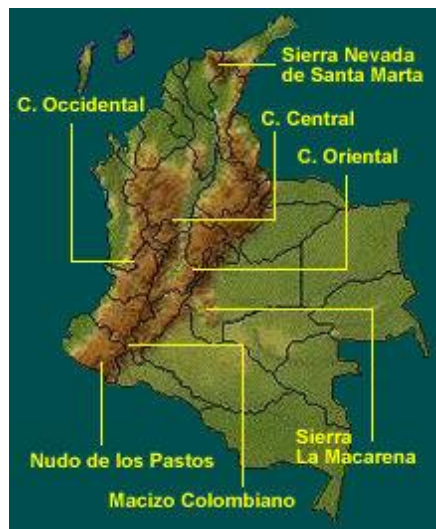 Sierra Nevada
de Santa Marta
C. Occidental
C. Central
C. Oriental
Sierra
La Macarena
Nudo de los Pastos
Macizo Colombiano